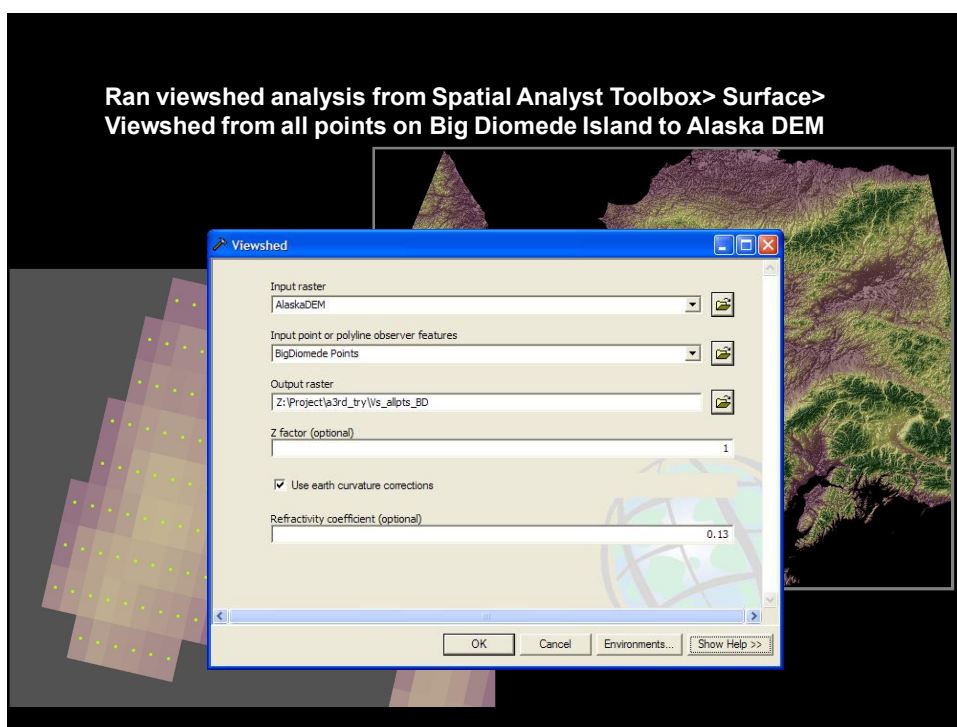 Ran viewshed analysis from Spatial Analyst Toolbox> Surface>
Viewshed from all points on Big Diomede Island to Alaska DEM
Viewshed
Input raster
AlaskaDEM
Input point or polyline observer features
BigDiomede Points
Output raster
Z:\Project\a3rd_try\Vs_allpts_BD
Z factor (optional)
1
Use earth curvature corrections
Refractivity coefficient (optional)
0.13
OK Cancel Environments... Show Help >>